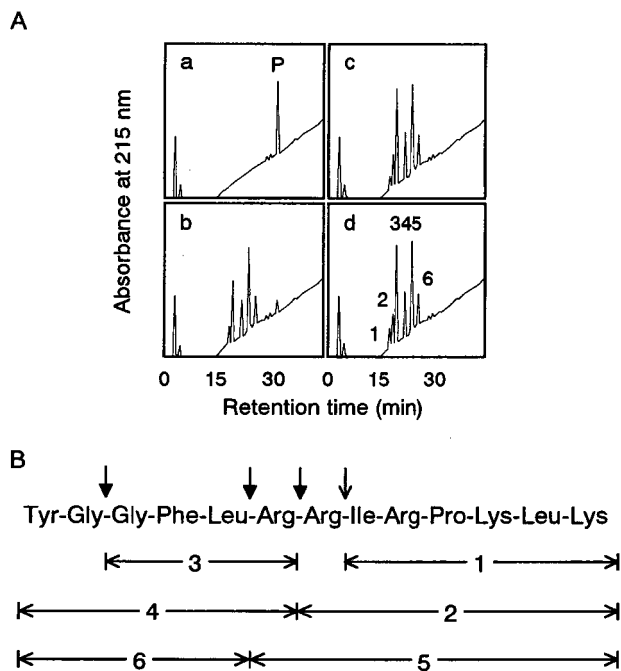 A
a
P
c
b
d
345
2
6
1
Absorbance at 215 nm
0 15 30 0 15 30
Retention time (min)
B
Tyr-Gly-Gly-Phe-Leu-Arg-Arg-Ile-Arg-Pro-Lys-Leu-Lys
3 1
4 2
6 5